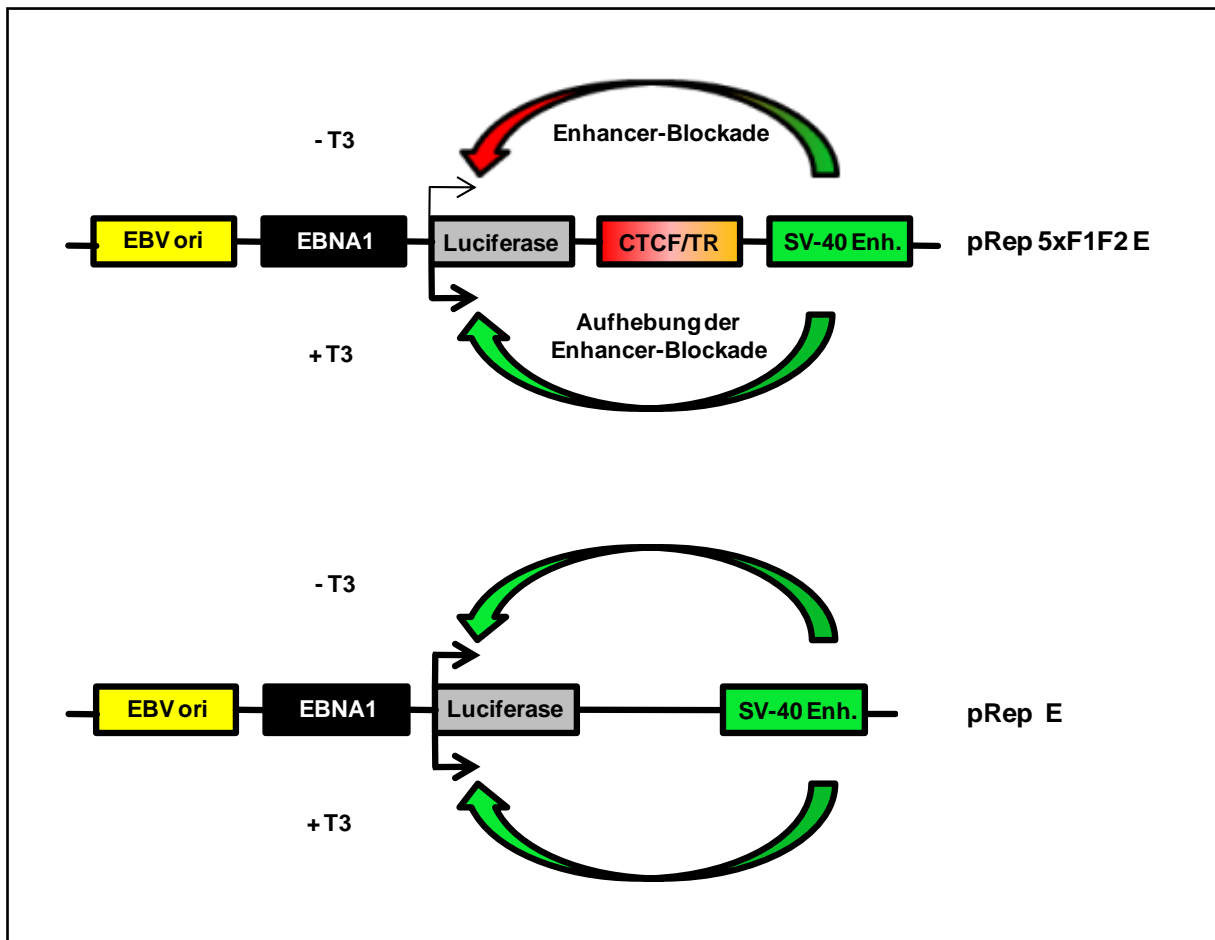 - T3
Enhancer-Blockade
EBV ori
EBNA1
Luciferase
CTCF/TR
SV-40 Enh.
pRep 5xF1F2 E
+ T3
Aufhebung der
Enhancer-Blockade
- T3
EBV ori
EBNA1
Luciferase
SV-40 Enh.
pRep E
+ T3